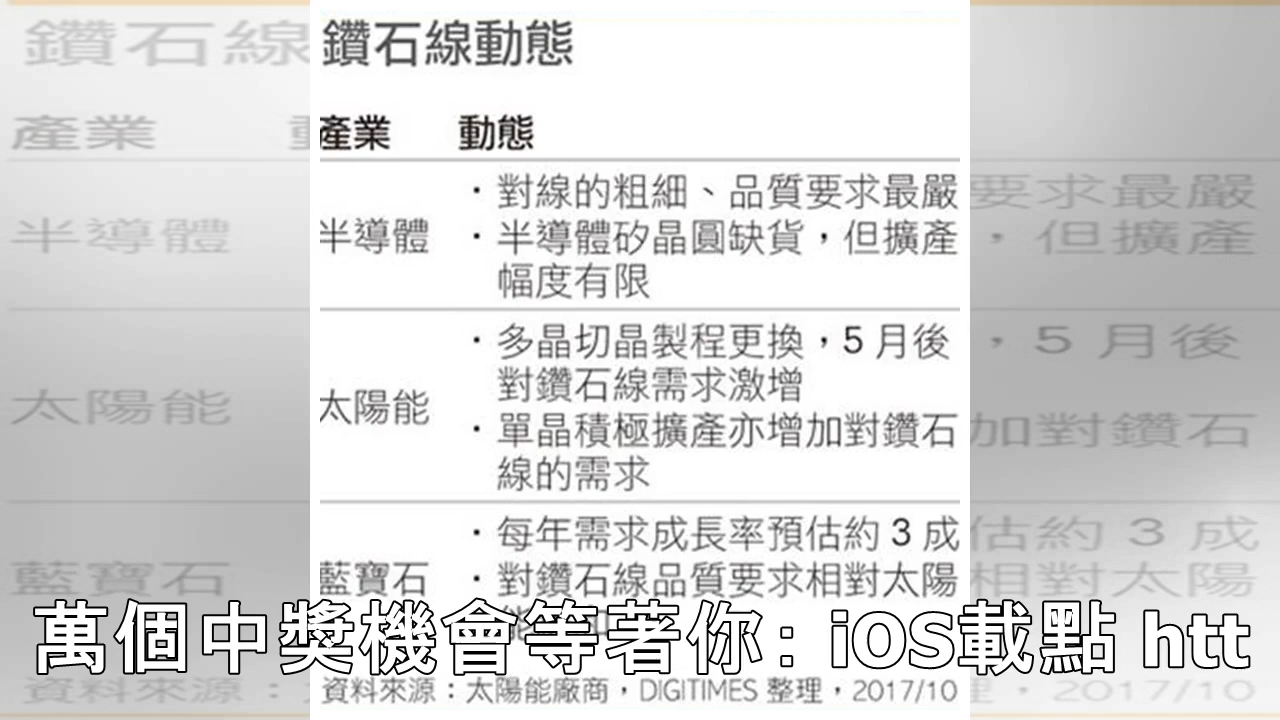 鑽石線動態
產業 動態
半導體
・對線的粗細、品質要求最嚴
・半導體矽晶圓缺貨，但擴產
幅度有限
太陽能
・多晶切晶製程更換，5 月後
對鑽石線需求激增
・單晶積極擴產亦增加對鑽石
線的需求
藍寶石
・每年需求成長率預估約 3 成
・對鑽石線品質要求相對太陽
萬個中獎機會等著你：iOS載點 htt
資料來源：太陽能廠商，DIGITIMES 整理，2017/10